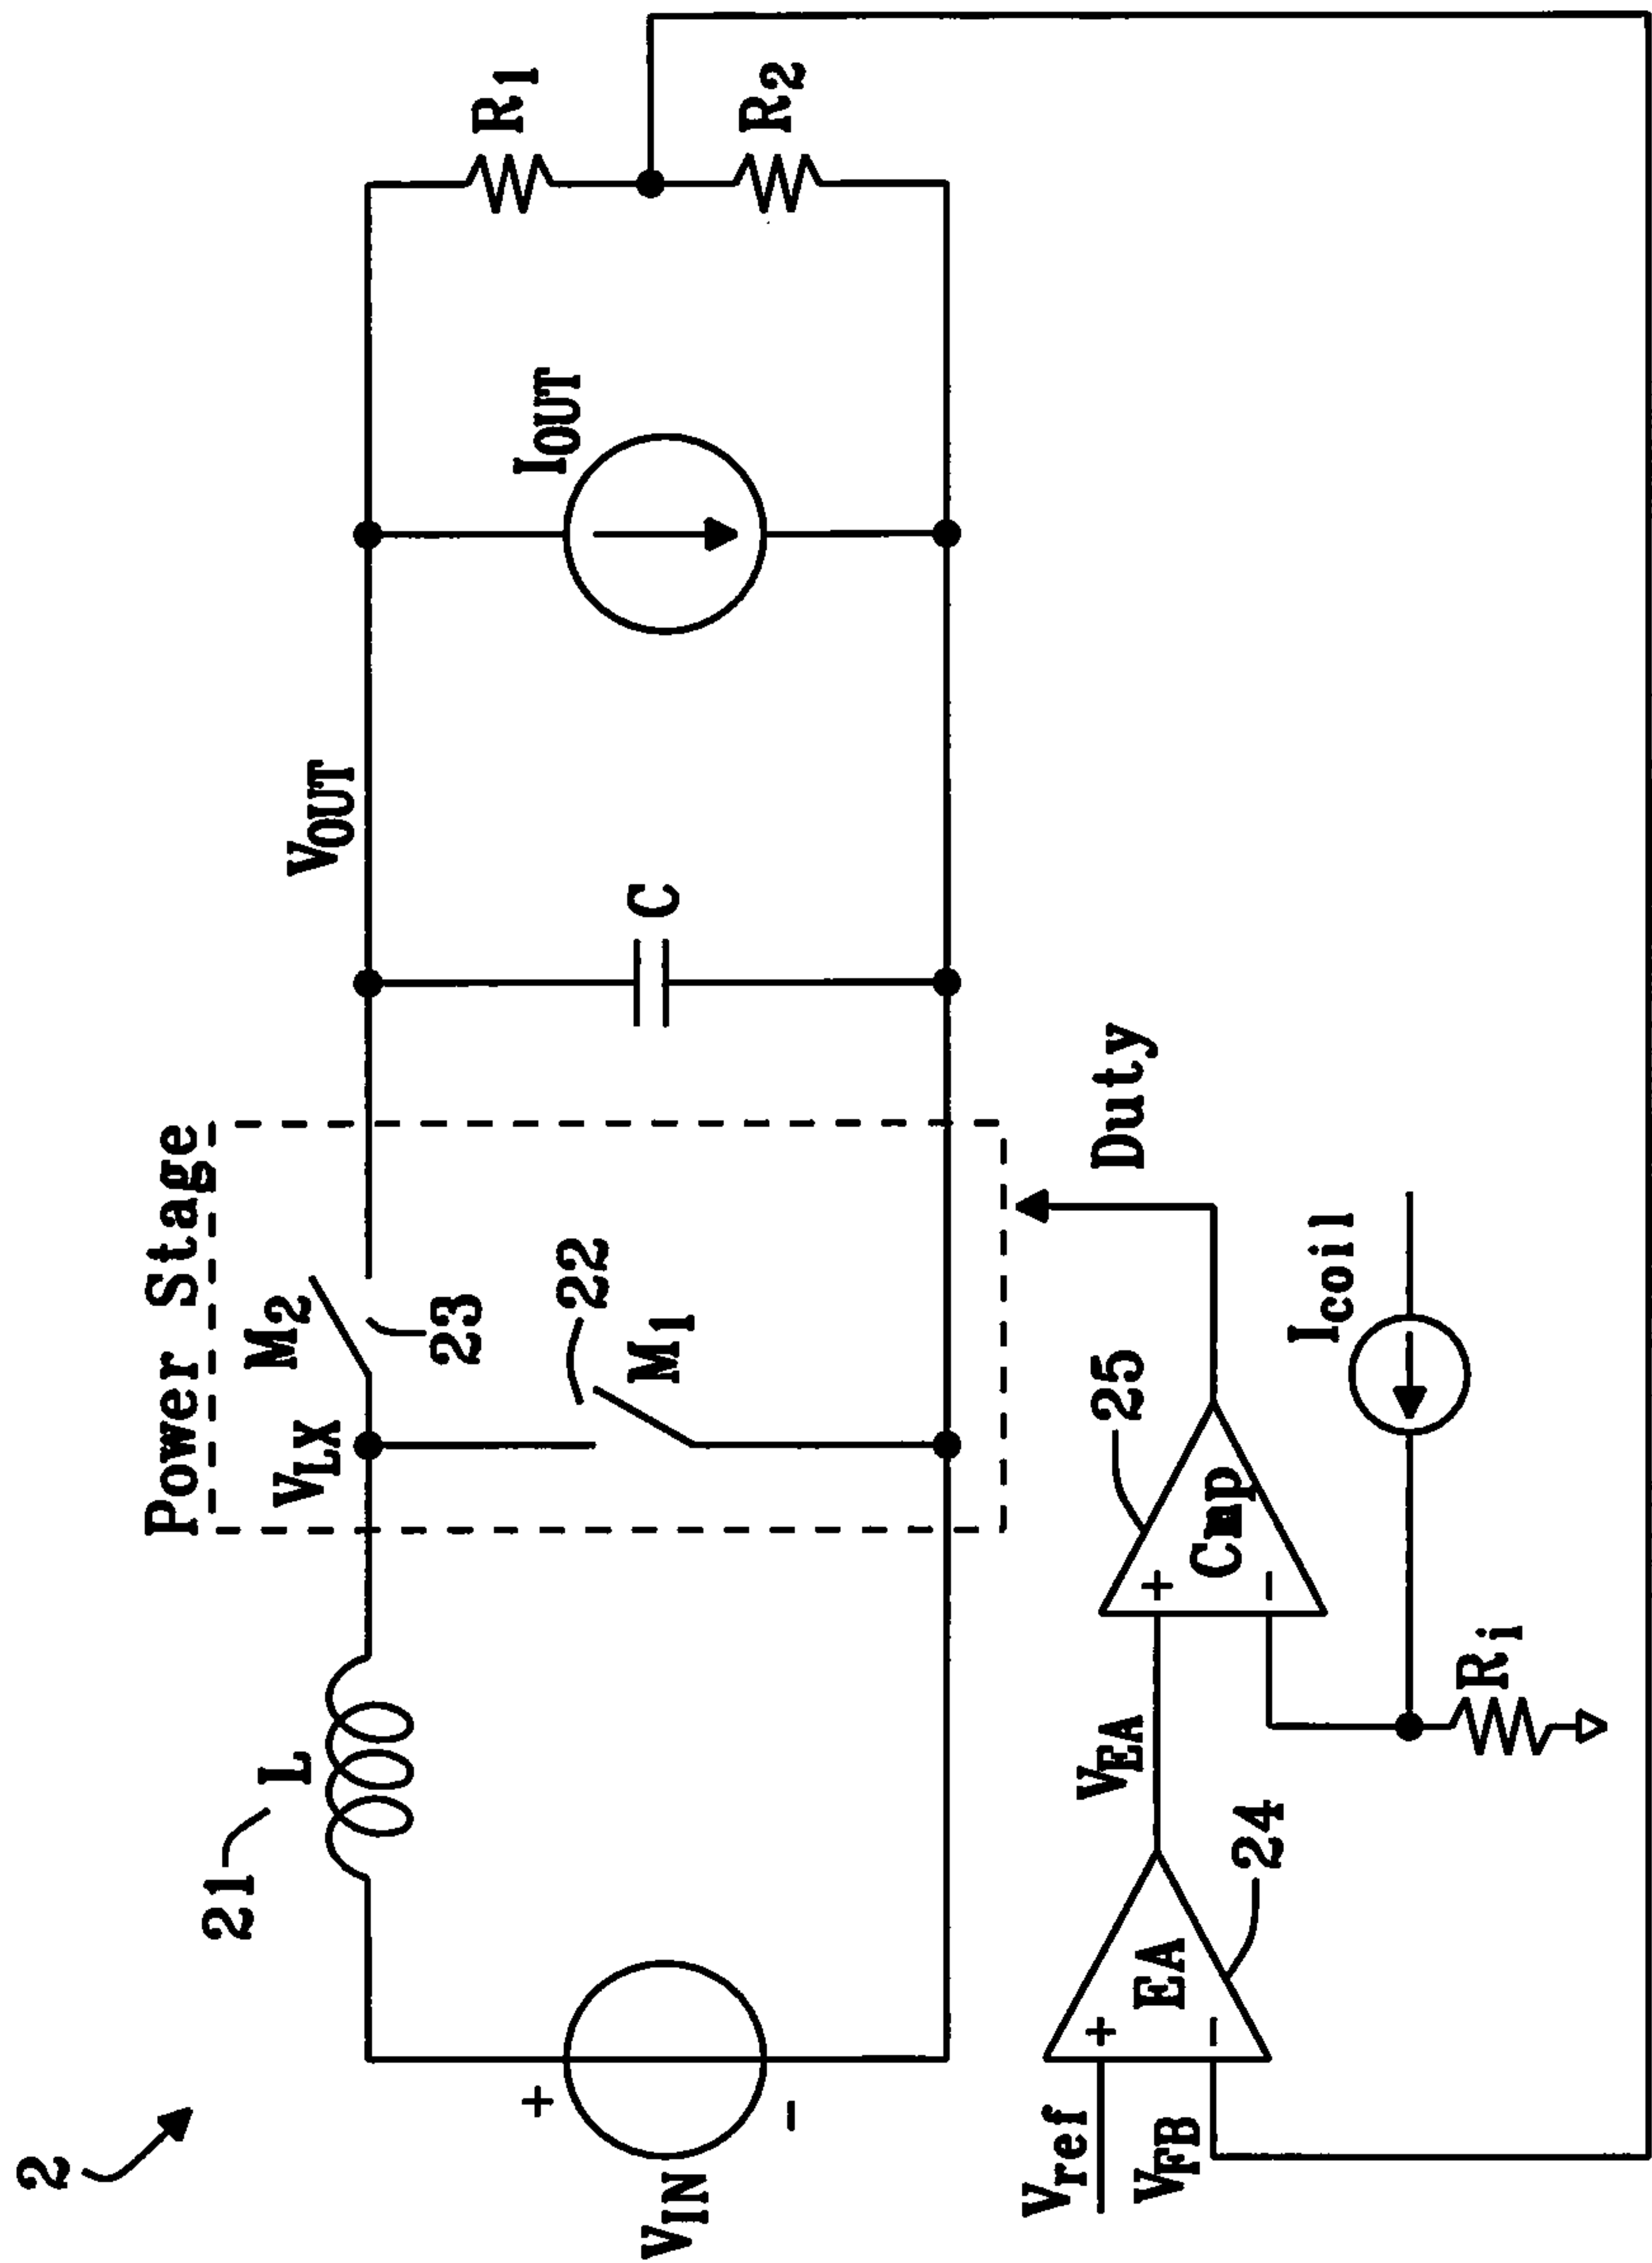 2
Power Stage
21
L
VLX
M2
23
22
M1
VOUT
C
IOUT
R1
R2
VIN
+
-
Duty
Vref
VFB
+
-
EA
24
VEA
+
-
Cmp
25
Icoil
Ri